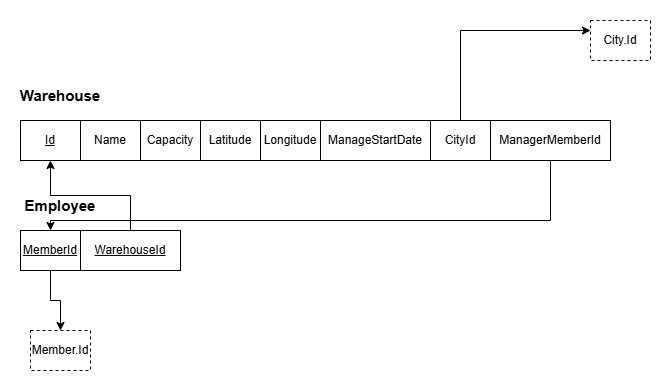 City.Id
Warehouse
Id Name Capacity Latitude Longitude ManageStartDate CityId ManagerMemberId
Employee
MemberId WarehouseId
Member.Id